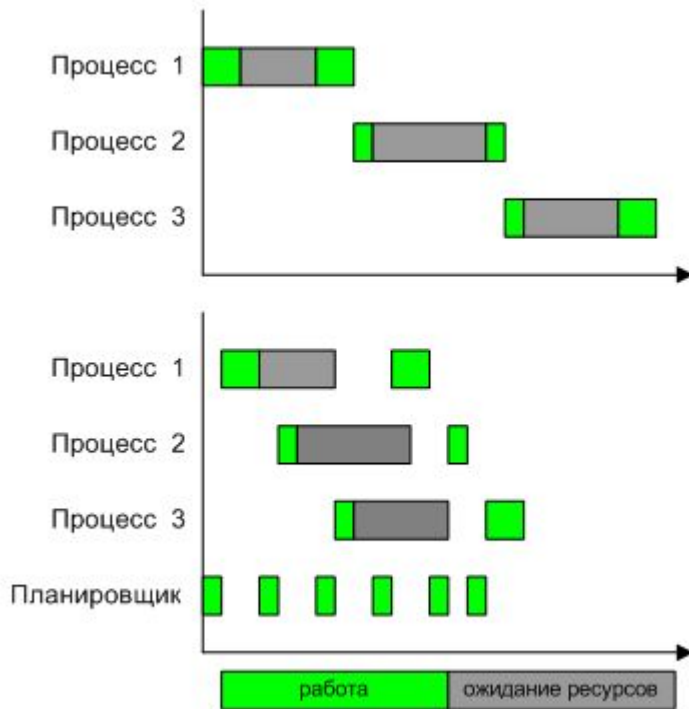 Процесс 1
Процесс 2
Процесс 3
Процесс 1
Процесс 2
Процесс 3
Планировщик
работа
ожидание ресурсов